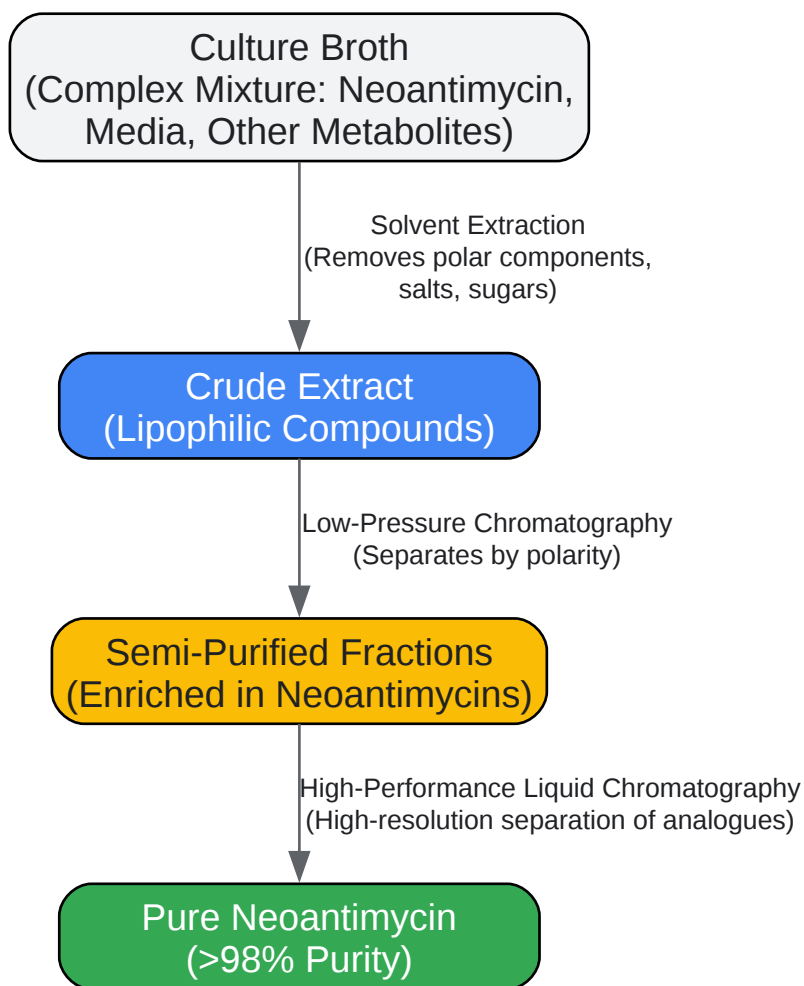 Culture Broth
(Complex Mixture: Neoantimycin,
Media, Other Metabolites)
Solvent Extraction
(Removes polar components,
salts, sugars)
Crude Extract
(Lipophilic Compounds)
Low-Pressure Chromatography
(Separates by polarity)
Semi-Purified Fractions
(Enriched in Neoantimycins)
High-Performance Liquid Chromatography
(High-resolution separation of analogues)
Pure Neoantimycin
(>98% Purity)